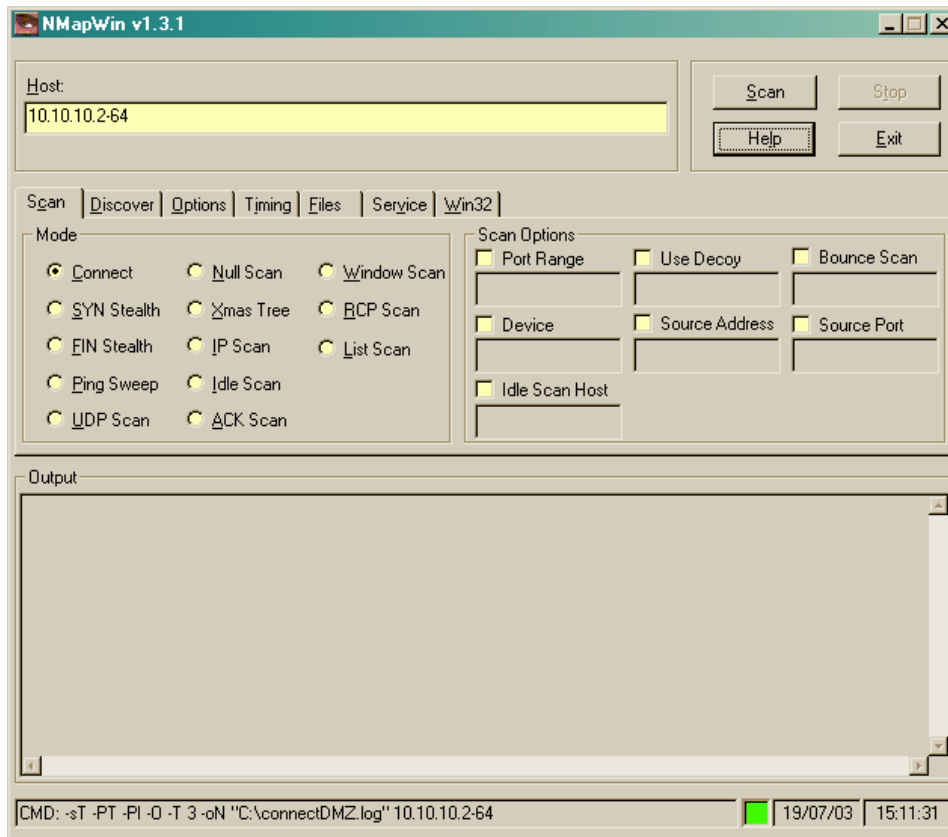 NMapWin v1.3.1
Host:
10.10.10.2-64
Scan
Stop
Help
Exit
Scan Discover Options Timing Files Service Win32
Mode
Connect Null Scan Window Scan
SYN Stealth Xmas Tree RCP Scan
FIN Stealth IP Scan List Scan
Ping Sweep Idle Scan
UDP Scan ACK Scan
Scan Options
Port Range Use Decoy Bounce Scan
Device Source Address Source Port
Idle Scan Host
Output
CMD: -sT -PT -PI -O -T 3 -oN "C:\connectDMZ.log" 10.10.10.2-64
19/07/03
15:11:31